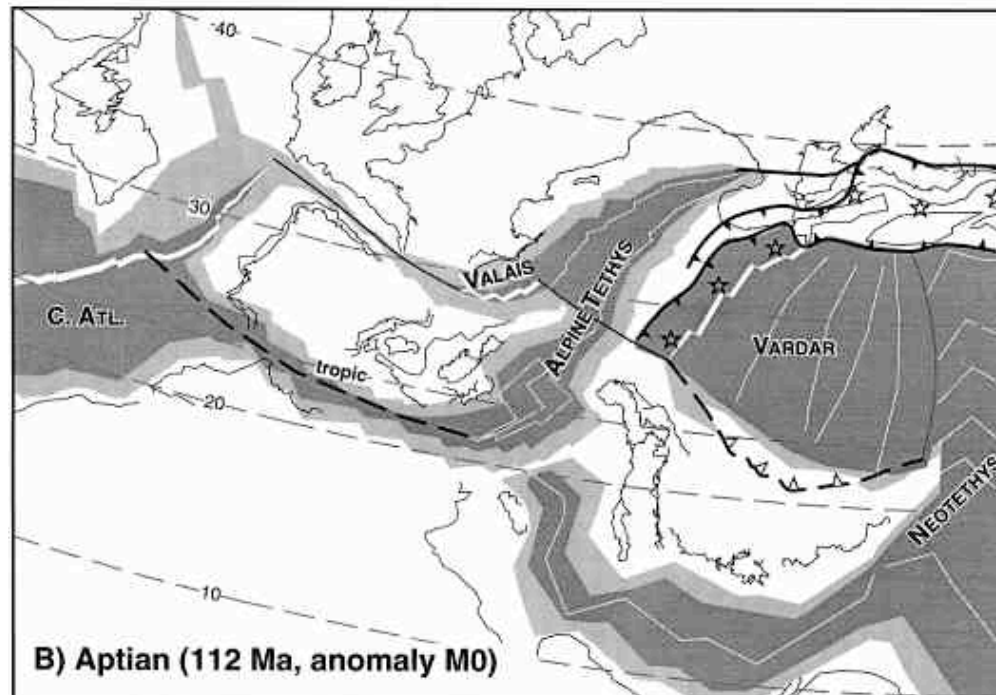 40
30
VALAIS
ALPINE TETHYS
C. ATL.
VARDAR
tropic
20
NEOTETHYS
10
B) Aptian (112 Ma, anomaly M0)